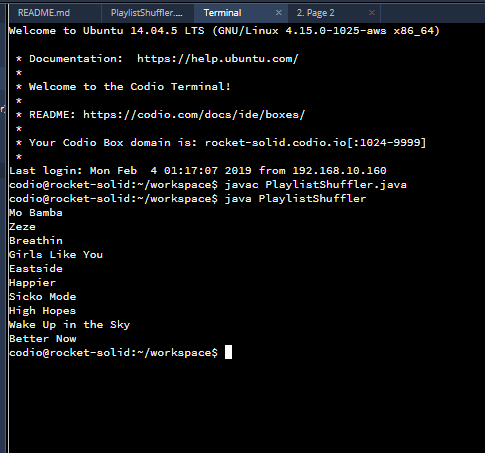 README.md PlaylistShuffler.... Terminal × 2. Page 2 ×
Welcome to Ubuntu 14.04.5 LTS (GNU/Linux 4.15.0-1025-aws x86_64)
* Documentation: https://help.ubuntu.com/
*
* Welcome to the Codio Terminal!
*
* README: https://codio.com/docs/ide/boxes/
*
* Your Codio Box domain is: rocket-solid.codio.io[:1024-9999]
*
Last login: Mon Feb 4 01:17:07 2019 from 192.168.10.160
codio@rocket-solid:~/workspace$ javac PlaylistShuffler.java
codio@rocket-solid:~/workspace$ java PlaylistShuffler
Mo Bamba
Zeze
Breathin
Girls Like You
Eastside
Happier
Sicko Mode
High Hopes
Wake Up in the Sky
Better Now
codio@rocket-solid:~/workspace$